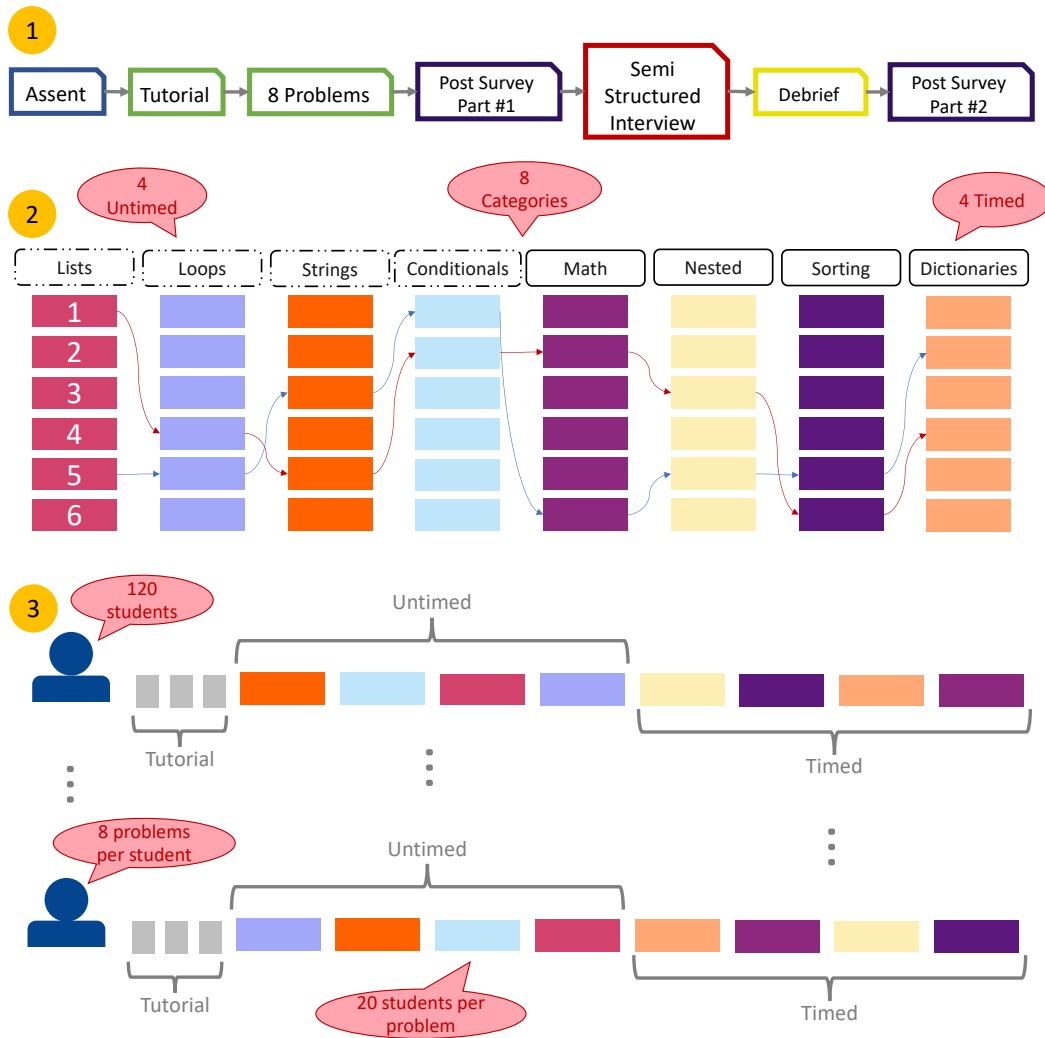 1
Assent
Tutorial
8 Problems
Post Survey
Part #1
Semi
Structured
Interview
Debrief
Post Survey
Part #2
2
4
Untimed
8
Categories
4 Timed
Lists
Loops
Strings
Conditionals
Math
Nested
Sorting
Dictionaries
1
2
3
4
5
6
3
120
students
Untimed
Tutorial
Timed
8 problems
per student
Untimed
Tutorial
20 students per
problem
Timed